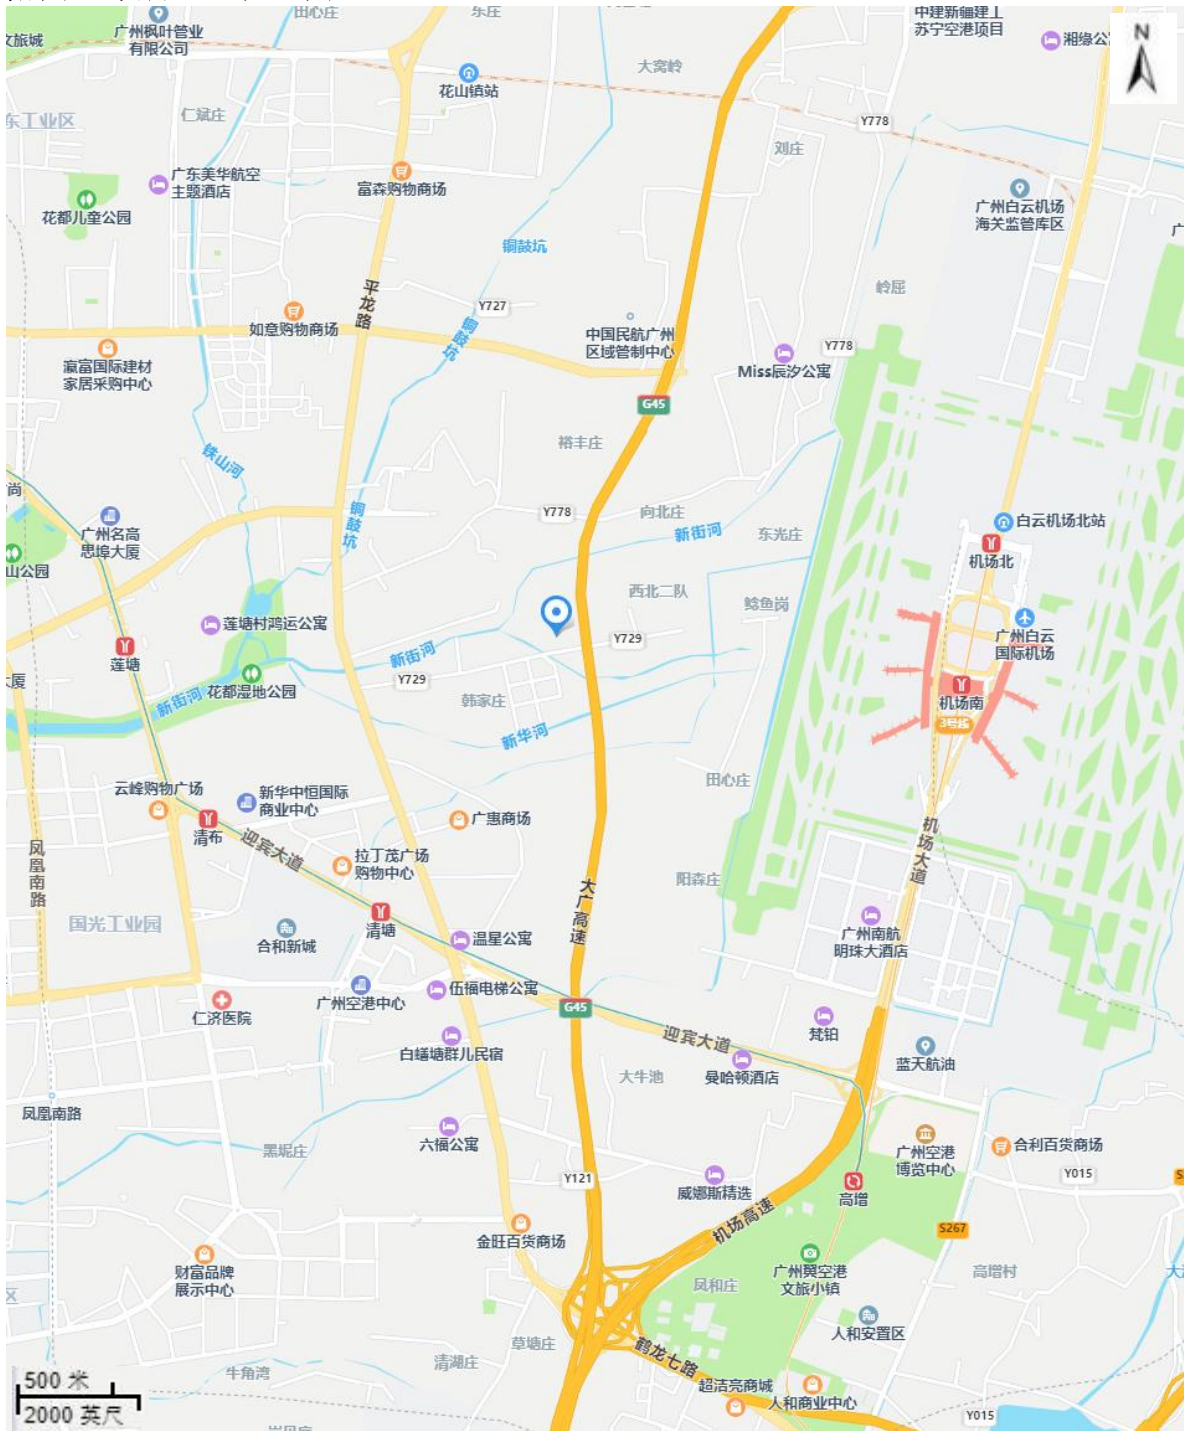 田心庄
东庄
广州枫叶管业
有限公司
文旅城
中建新疆建工
苏宁空港项目
湘缘公
N
大窝岭
花山镇站
东工业区
仁斌庄
Y778
刘庄
广东美华航空
主题酒店
富森购物商场
花都儿童公园
广州白云机场
海关监管库区
广
铜鼓坑
岭屈
平龙路
Y727
如意购物商场
铜鼓坑
中国民航广州
区域管制中心
Y778
瀛富国际建材
家居采购中心
Miss辰汐公寓
G45
裕丰庄
铁山河
尚
广州名高
思埠大厦
铜鼓坑
Y778
向北庄
新街河
东光庄
白云机场北站
机场北
山公园
西北二队
鲶鱼岗
莲塘村鸿运公寓
Y729
广州白云
国际机场
莲塘
新街河
大厦
花都湿地公园
新街河
Y729
韩家庄
机场南
3号线
新华河
田心庄
云峰购物广场
新华中恒国际
商业中心
广惠商场
清布
迎宾大道
机场大道
凤凰南路
拉丁茂广场
购物中心
阳森庄
大广高速
国光工业园
合和新城
清塘
温星公寓
广州南航
明珠大酒店
广州空港中心
伍福电梯公寓
仁济医院
G45
梵铂
迎宾大道
白蟮塘群儿民宿
蓝天航油
大牛池
曼哈顿酒店
凤凰南路
六福公寓
黑坭庄
广州空港
博览中心
合利百货商场
Y121
Y015
威娜斯精选
高增
机场高速
S267
金旺百货商场
财富品牌
展示中心
广州巽空港
文旅小镇
高增村
凤和庄
区
人和安置区
草塘庄
鹤龙七路
清湖庄
牛角湾
500 米
2000 英尺
超洁亮商城
人和商业中心
Y015